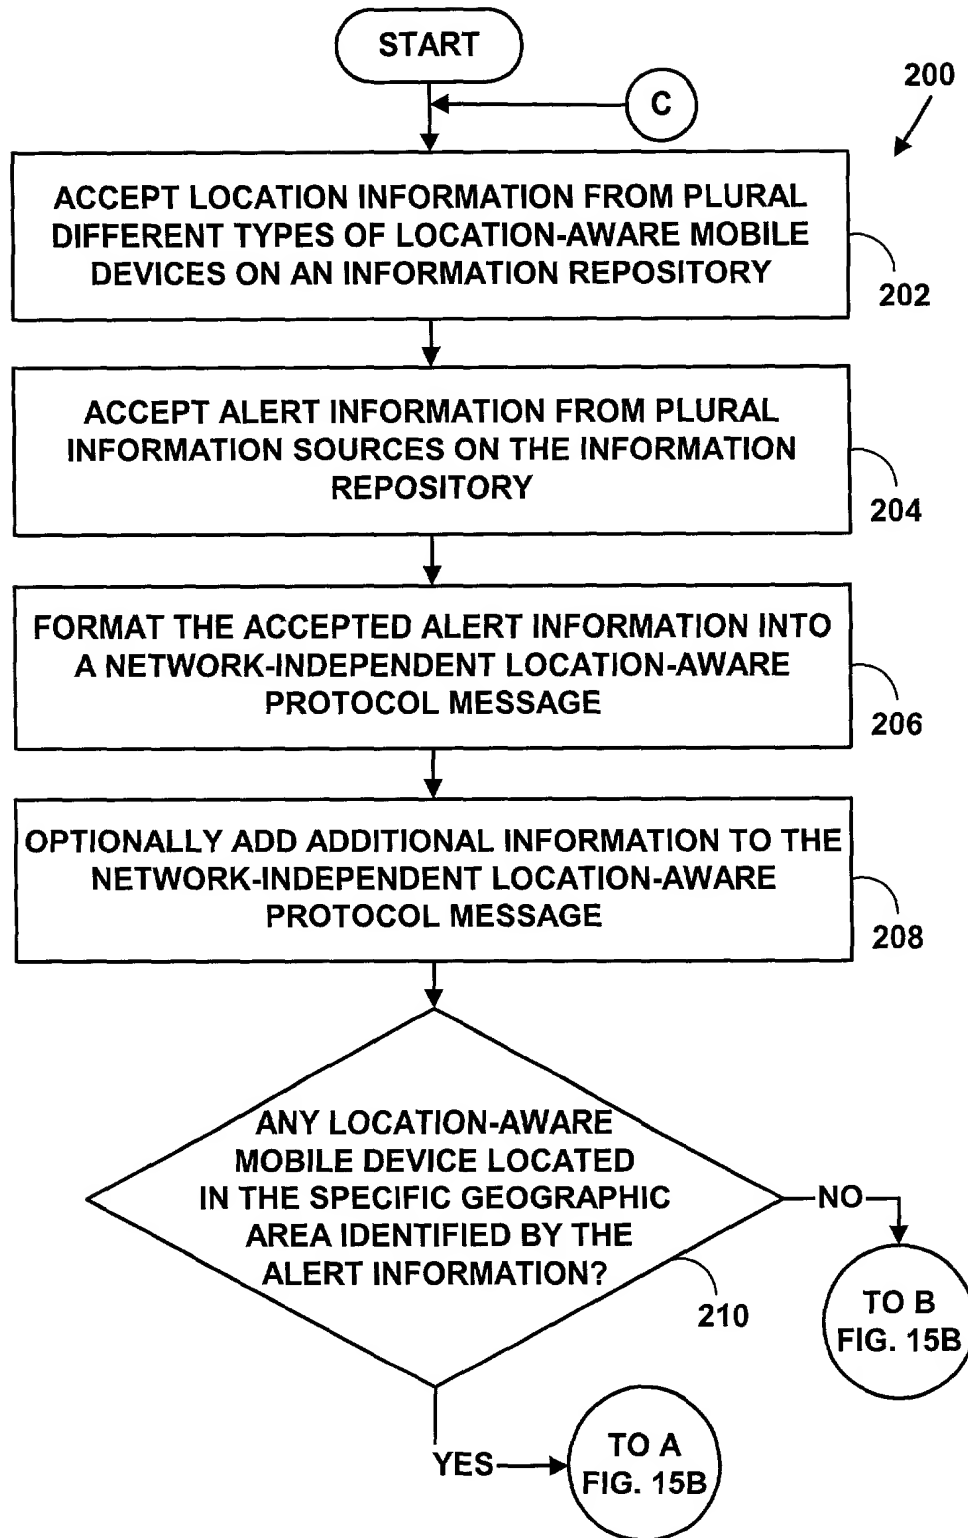 START
C
200
ACCEPT LOCATION INFORMATION FROM PLURAL
DIFFERENT TYPES OF LOCATION-AWARE MOBILE
DEVICES ON AN INFORMATION REPOSITORY
202
ACCEPT ALERT INFORMATION FROM PLURAL
INFORMATION SOURCES ON THE INFORMATION
REPOSITORY
204
FORMAT THE ACCEPTED ALERT INFORMATION INTO
A NETWORK-INDEPENDENT LOCATION-AWARE
PROTOCOL MESSAGE
206
OPTIONALLY ADD ADDITIONAL INFORMATION TO THE
NETWORK-INDEPENDENT LOCATION-AWARE
PROTOCOL MESSAGE
208
ANY LOCATION-AWARE
MOBILE DEVICE LOCATED
IN THE SPECIFIC GEOGRAPHIC
AREA IDENTIFIED BY THE
ALERT INFORMATION?
210
NO
TO B
FIG. 15B
YES
TO A
FIG. 15B